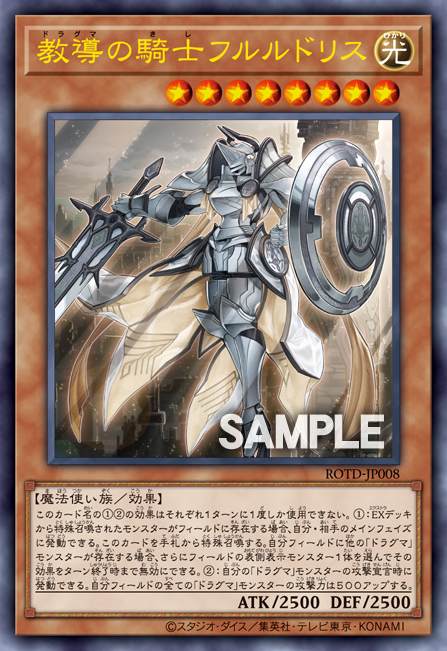 教導の騎士フルルドリス 光
SAMPLE
ROTD-JP008
【魔法使い族／効果】
このカード名の①②の効果はそれぞれ1ターンに1度しか使用できない。①：EXデッキ
から特殊召喚されたモンスターがフィールドに存在する場合、自分・相手のメインフェイズ
に発動できる。このカードを手札から特殊召喚する。自分フィールドに他の「ドラグマ」
モンスターが存在する場合、さらにフィールドの表側表示モンスター1体を選んでその
効果をターン終了時まで無効にできる。②：自分の「ドラグマ」モンスターの攻撃宣言時に
発動できる。自分フィールドの全ての「ドラグマ」モンスターの攻撃力は５００アップする。
ATK/2500 DEF/2500
©スタジオ・ダイス／集英社・テレビ東京・KONAMI